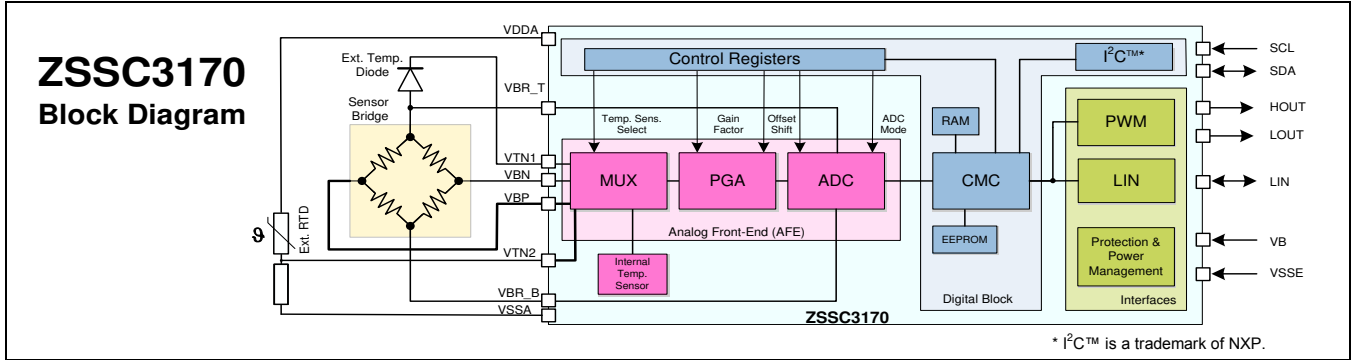 ZSSC3170
Block Diagram
VDDA
Ext. Temp.
Diode
VBR_T
Sensor
Bridge
VTN1
VBN
VBP
ϑ
Ext. RTD
VTN2
VBR_B
VSSA
Control Registers
I²C™*
Temp. Sens.
Select
Gain
Factor
Offset
Shift
ADC
Mode
MUX
PGA
ADC
Analog Front-End (AFE)
Internal
Temp.
Sensor
RAM
CMC
EEPROM
Digital Block
PWM
LIN
Protection &
Power
Management
Interfaces
ZSSC3170
SCL
SDA
HOUT
LOUT
LIN
VB
VSSE
* I²C™ is a trademark of NXP.